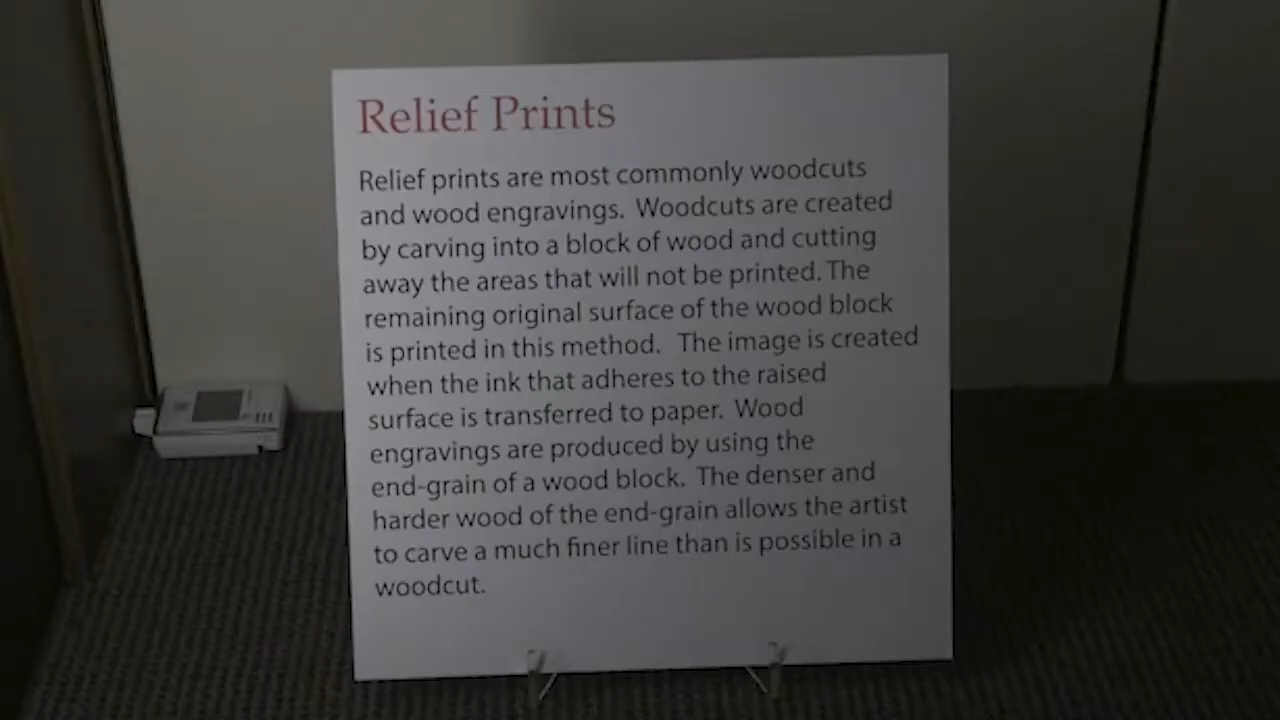 Relief Prints
Relief prints are most commonly woodcuts
and wood engravings.  Woodcuts are created
by carving into a block of wood and cutting
away the areas that will not be printed. The
remaining original surface of the wood block
is printed in this method.   The image is created
when the ink that adheres to the raised
surface is transferred to paper.  Wood
engravings are produced by using the
end-grain of a wood block.  The denser and
harder wood of the end-grain allows the artist
to carve a much finer line than is possible in a
woodcut.